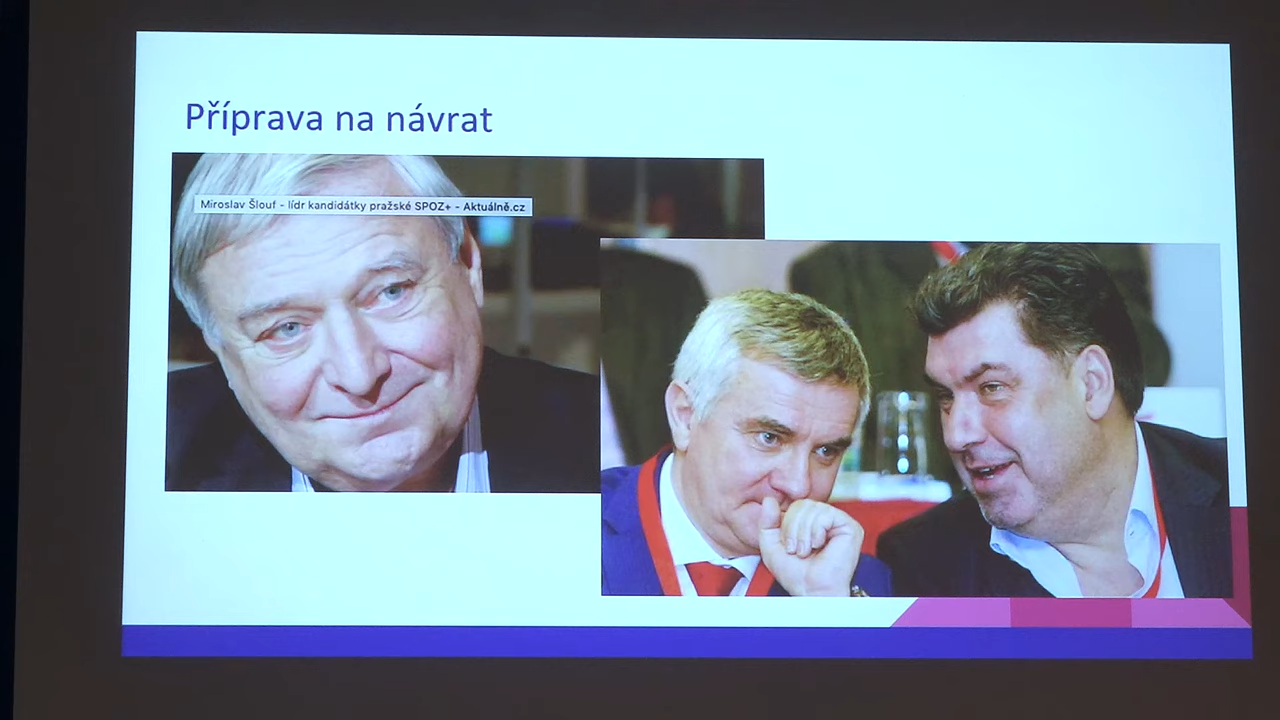 Příprava na návrat
Miroslav Šlouf - lídr kandidátky pražské SPOZ+ - Aktuálně.cz